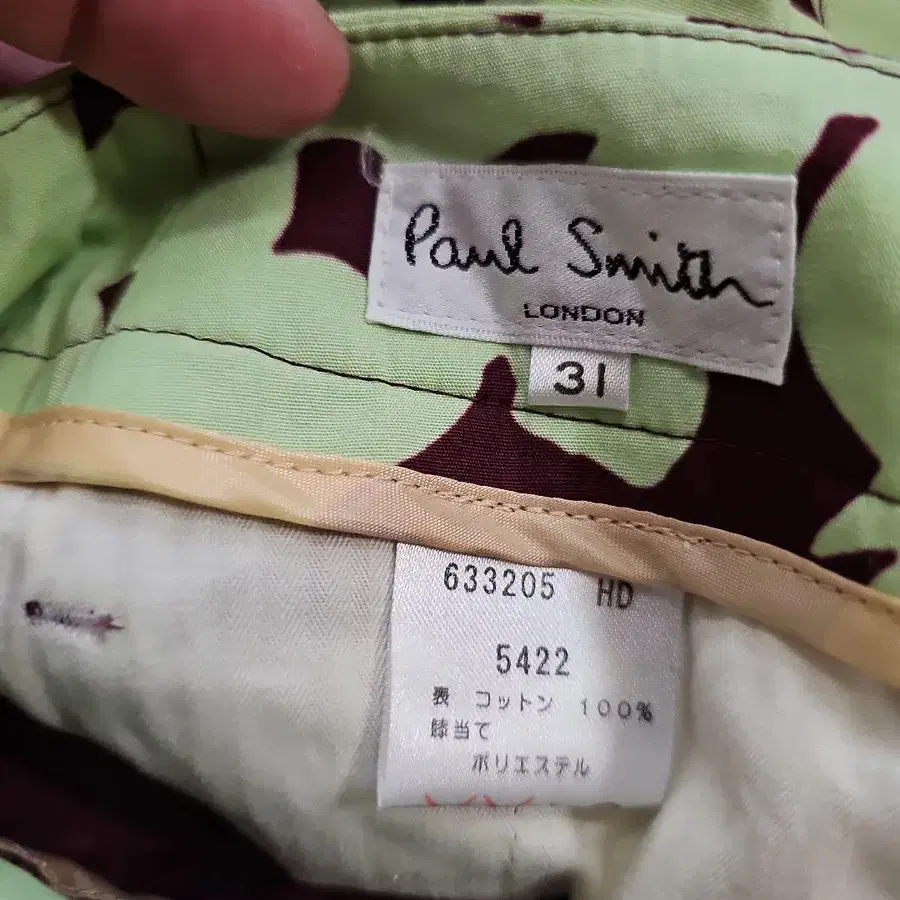 Paul Smith
LONDON
31
633205 HD
5422
表 コットン 100%
膝当て
ポリエステル